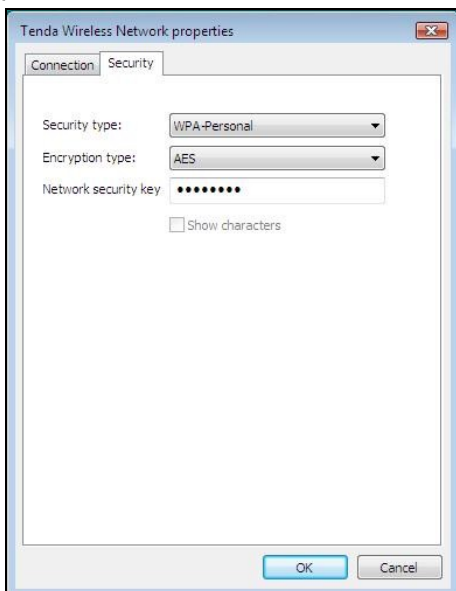 Tenda Wireless Network properties
Connection Security
Security type: WPA-Personal
Encryption type: AES
Network security key ••••••••
Show characters
OK Cancel